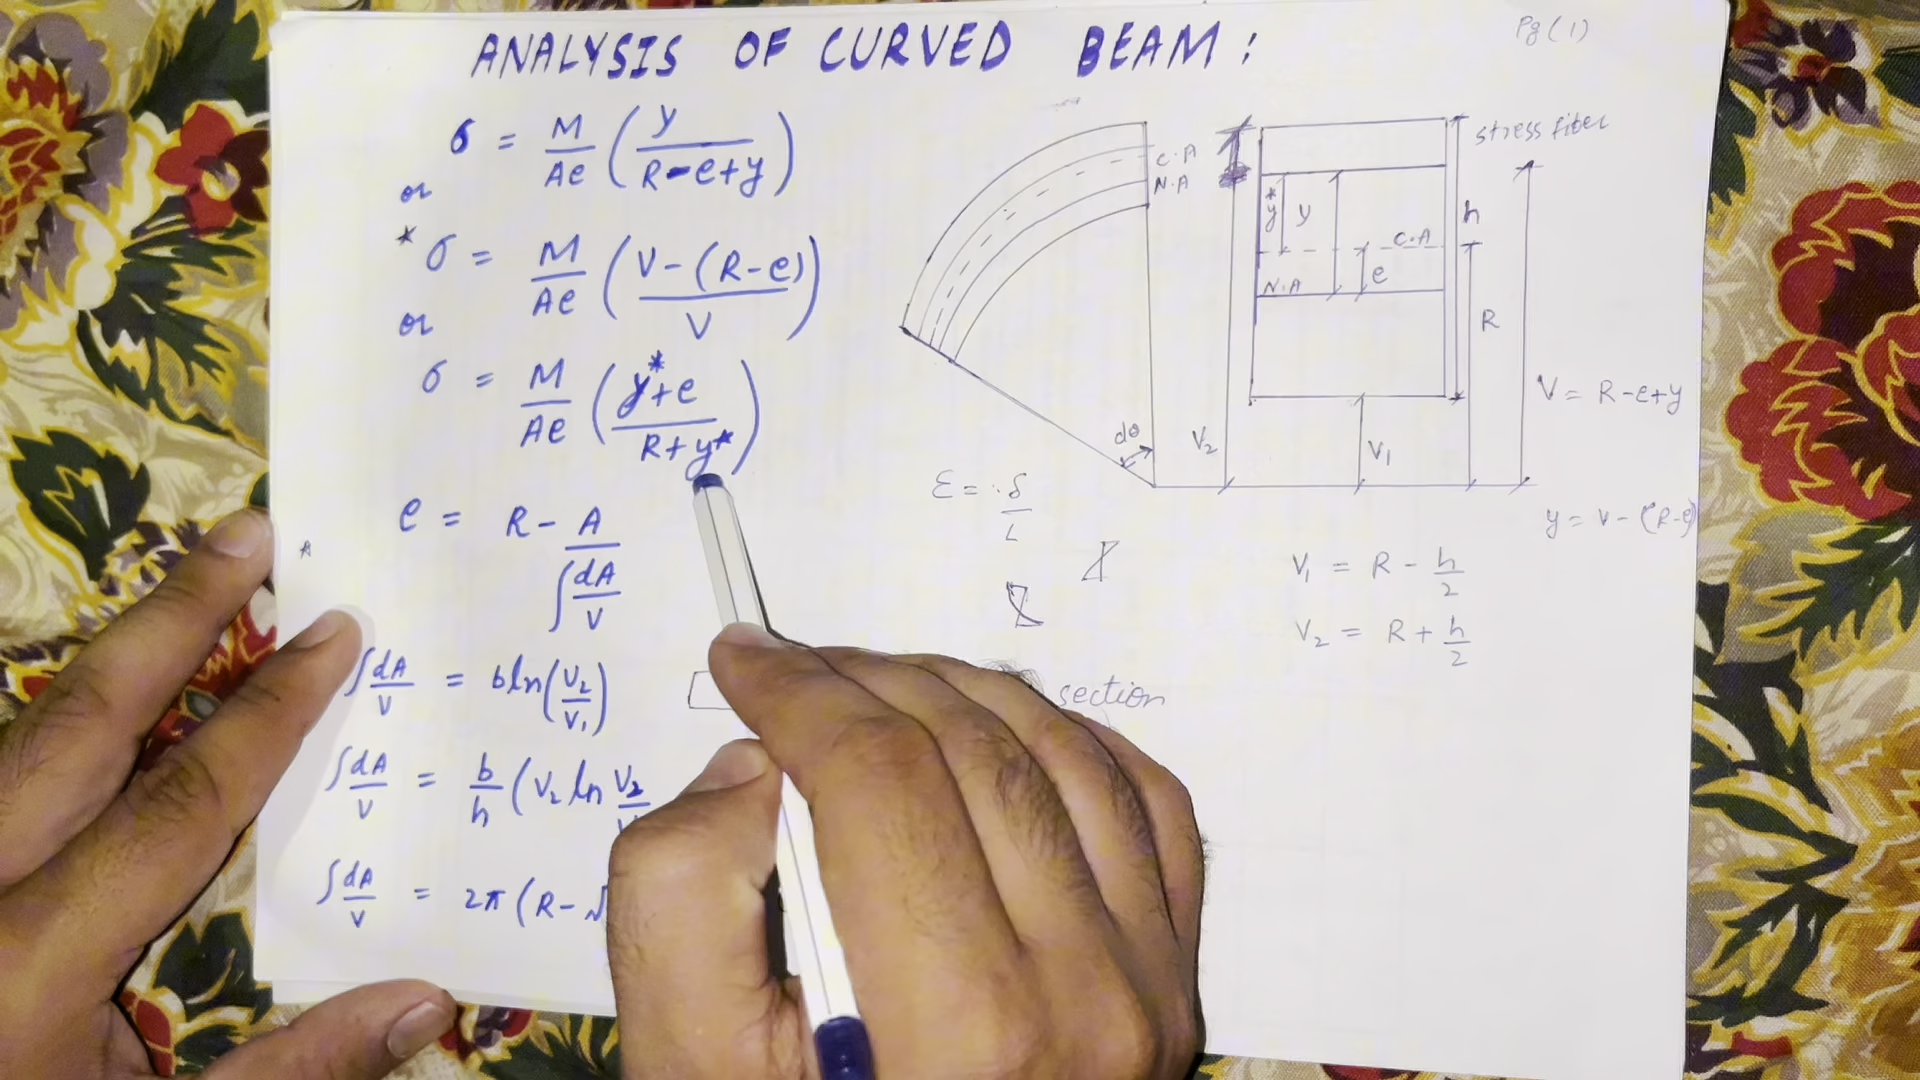 Pg(1)
ANALYSIS OF CURVED BEAM:
σ = M/Ae (y/(R-e+y))
or
* σ = M/Ae ((V-(R-e))/V)
or
σ = M/Ae ((y*+e)/(R+y*))
e = R - A/∫dA/V
∫dA/V = b ln(V₂/V₁)
∫dA/V = b/h (V₂ ln V₂/
∫dA/V = 2π (R-√
C.A
N.A
dθ
stress fiber
y*
y
C.A
e
N.A
h
R
V₂
V₁
V = R-e+y
ε = δ/L
y = V-(R-e)
V₁ = R - h/2
V₂ = R + h/2
section